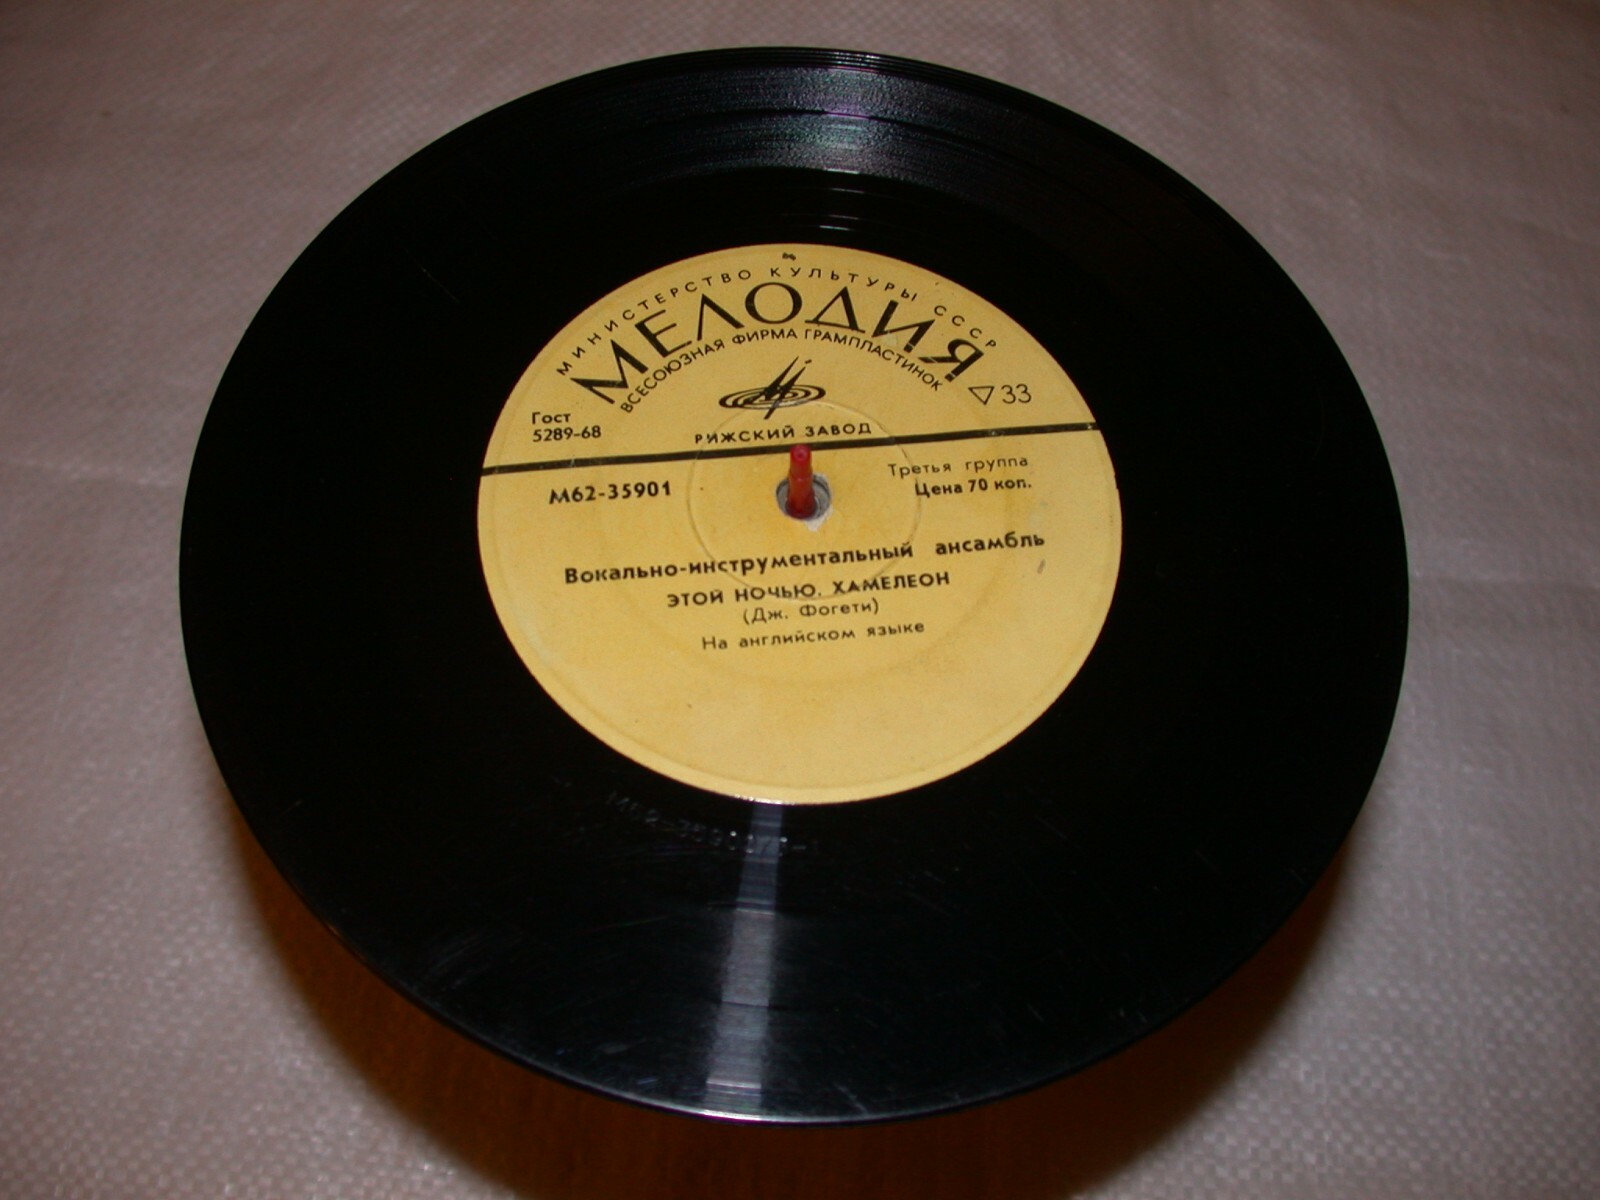 МИНИСТЕРСТВО КУЛЬТУРЫ СССР
МЕЛОДИЯ
ВСЕСОЮЗНАЯ ФИРМА ГРАМПЛАСТИНОК
33
Гост
5289-68
РИЖСКИЙ ЗАВОД
М62-35901
Третья группа
Цена 70 коп.
Вокально-инструментальный ансамбль
ЭТОЙ НОЧЬЮ. ХАМЕЛЕОН
(Дж. Фогети)
На английском языке